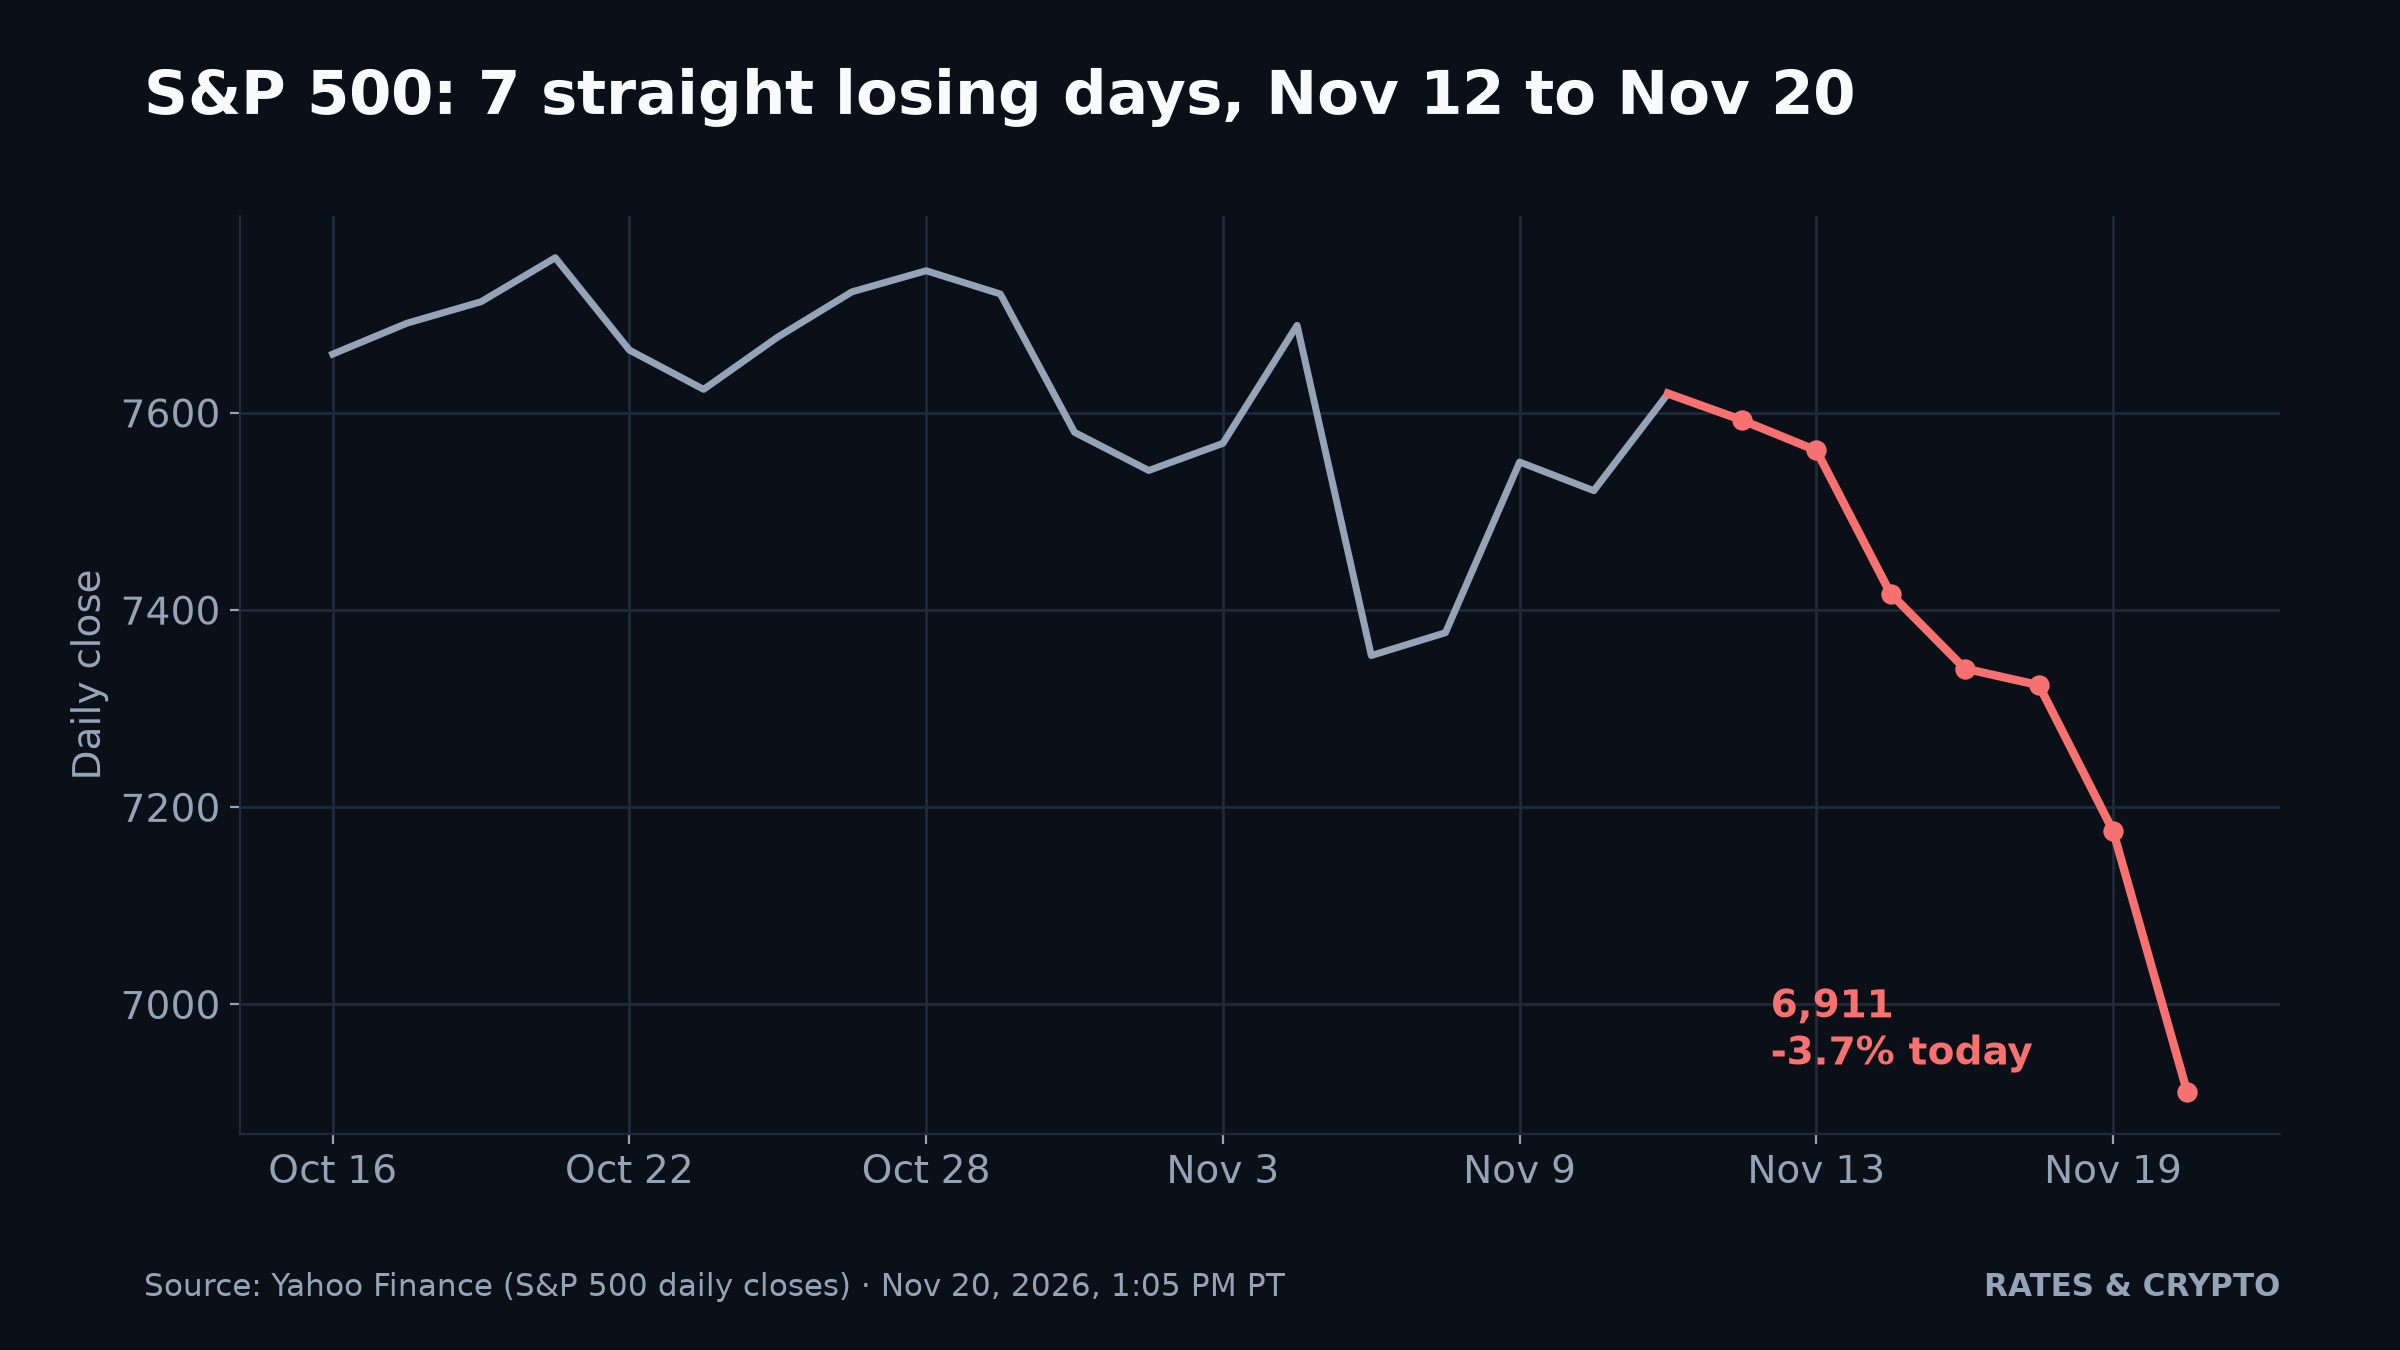 S&P 500: 7 straight losing days, Nov 12 to Nov 20
Daily close
7600
7400
7200
7000
6,911
-3.7% today
Oct 16 Oct 22 Oct 28 Nov 3 Nov 9 Nov 13 Nov 19
Source: Yahoo Finance (S&P 500 daily closes) · Nov 20, 2026, 1:05 PM PT
RATES & CRYPTO